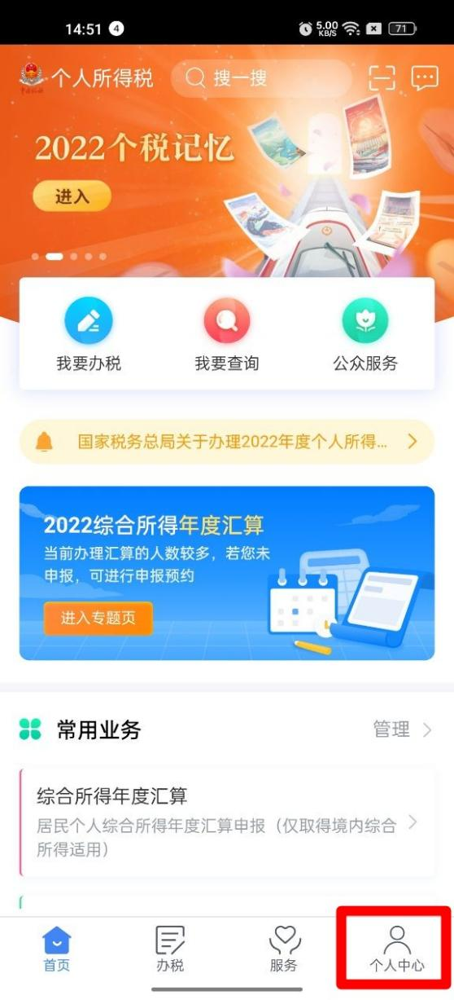 14:51 4
5.00 KB/S 71
个人所得税 搜一搜
2022个税记忆
进入
我要办税 我要查询 公众服务
国家税务总局关于办理2022年度个人所得...
2022综合所得年度汇算
当前办理汇算的人数较多，若您未
申报，可进行申报预约
进入专题页
常用业务 管理
综合所得年度汇算
居民个人综合所得年度汇算申报（仅取得境内综合
所得适用）
首页 办税 服务 个人中心